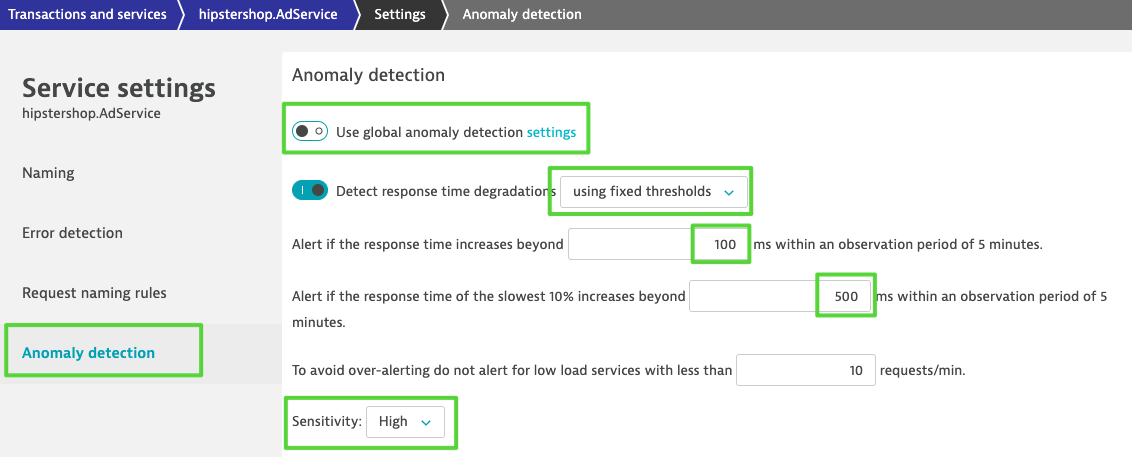 Transactions and services
hipstershop.AdService
Settings
Anomaly detection
Service settings
hipstershop.AdService
Naming
Error detection
Request naming rules
Anomaly detection
Anomaly detection
Use global anomaly detection settings
Detect response time degradations using fixed thresholds
Alert if the response time increases beyond 100 ms within an observation period of 5 minutes.
Alert if the response time of the slowest 10% increases beyond 500 ms within an observation period of 5
minutes.
To avoid over-alerting do not alert for low load services with less than 10 requests/min.
Sensitivity: High